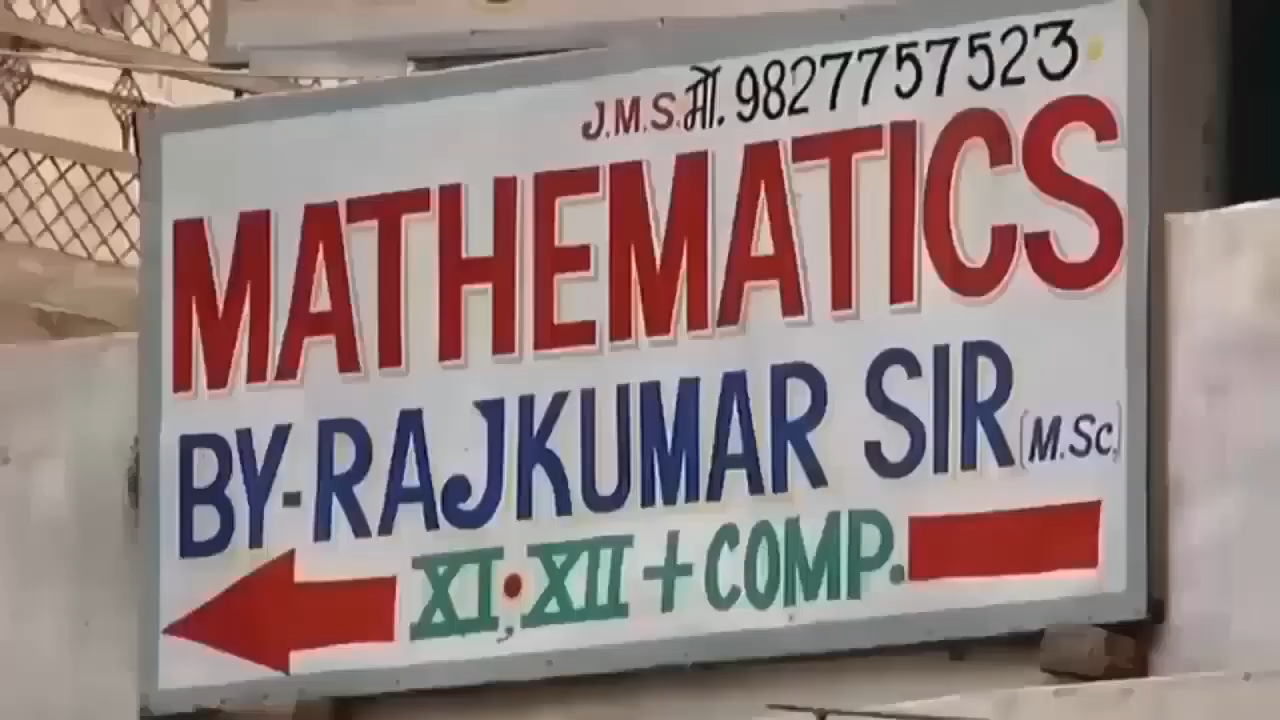 J.M.S. मो. 9827757523
MATHEMATICS
BY-RAJKUMAR SIR (M.Sc.)
XI, XII + COMP.